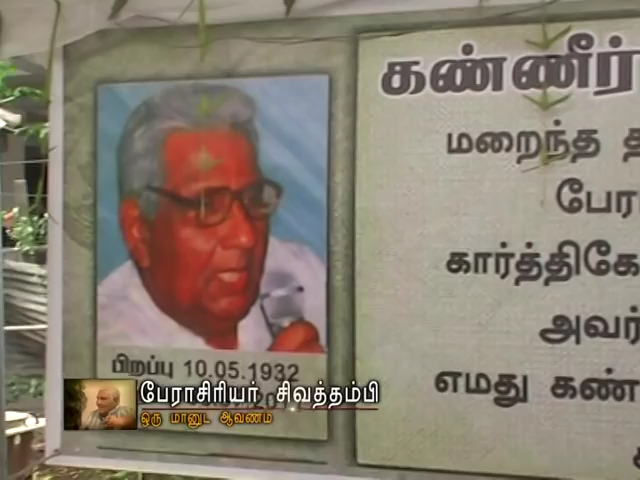 கண்ணீர்
மறைந்த
பேரா
கார்த்திகே
அவர்
எமது கண்
பிறப்பு 10.05.1932
பேராசிரியர் சிவத்தம்பி
ஒரு மானுட ஆவணம்